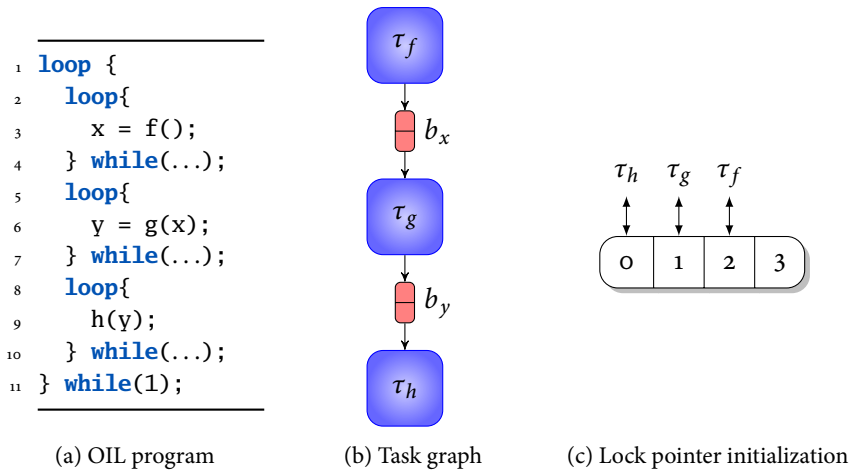 1 loop {
2 loop{
3 x = f();
4 } while(...);
5 loop{
6 y = g(x);
7 } while(...);
8 loop{
9 h(y);
10 } while(...);
11 } while(1);
(a) OIL program
τf
bx
τg
by
τh
(b) Task graph
τh τg τf
0 1 2 3
(c) Lock pointer initialization